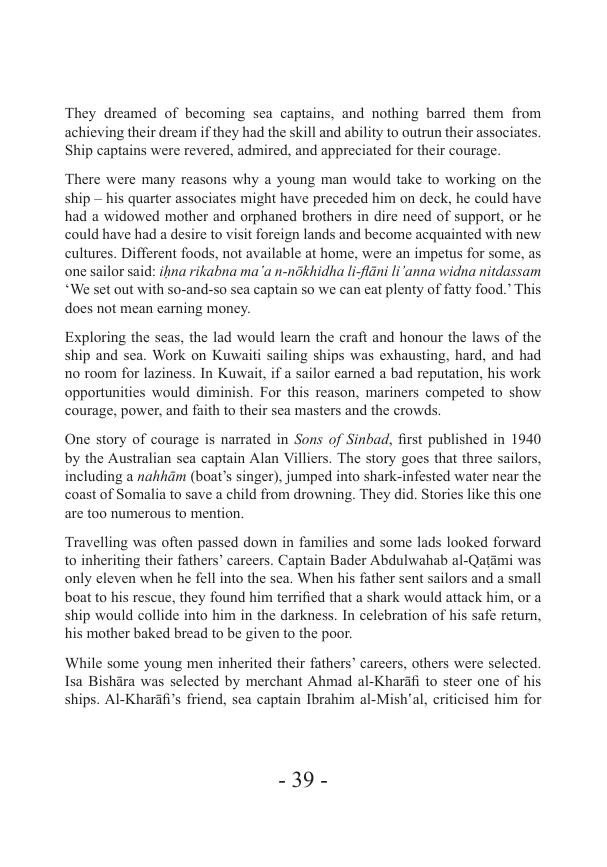 They dreamed of becoming sea captains, and nothing barred them from
achieving their dream if they had the skill and ability to outrun their associates.
Ship captains were revered, admired, and appreciated for their courage.
There were many reasons why a young man would take to working on the
ship – his quarter associates might have preceded him on deck, he could have
had a widowed mother and orphaned brothers in dire need of support, or he
could have had a desire to visit foreign lands and become acquainted with new
cultures. Different foods, not available at home, were an impetus for some, as
one sailor said: iḥna rikabna maʿa n-nōkhidha li-flāni li’anna widna nitdassam
‘We set out with so-and-so sea captain so we can eat plenty of fatty food.’ This
does not mean earning money.
Exploring the seas, the lad would learn the craft and honour the laws of the
ship and sea. Work on Kuwaiti sailing ships was exhausting, hard, and had
no room for laziness. In Kuwait, if a sailor earned a bad reputation, his work
opportunities would diminish. For this reason, mariners competed to show
courage, power, and faith to their sea masters and the crowds.
One story of courage is narrated in Sons of Sinbad, first published in 1940
by the Australian sea captain Alan Villiers. The story goes that three sailors,
including a nahhām (boat’s singer), jumped into shark-infested water near the
coast of Somalia to save a child from drowning. They did. Stories like this one
are too numerous to mention.
Travelling was often passed down in families and some lads looked forward
to inheriting their fathers’ careers. Captain Bader Abdulwahab al-Qaṭāmi was
only eleven when he fell into the sea. When his father sent sailors and a small
boat to his rescue, they found him terrified that a shark would attack him, or a
ship would collide into him in the darkness. In celebration of his safe return,
his mother baked bread to be given to the poor.
While some young men inherited their fathers’ careers, others were selected.
Isa Bishāra was selected by merchant Ahmad al-Kharāfi to steer one of his
ships. Al-Kharāfi’s friend, sea captain Ibrahim al-Mishʿal, criticised him for
- 39 -